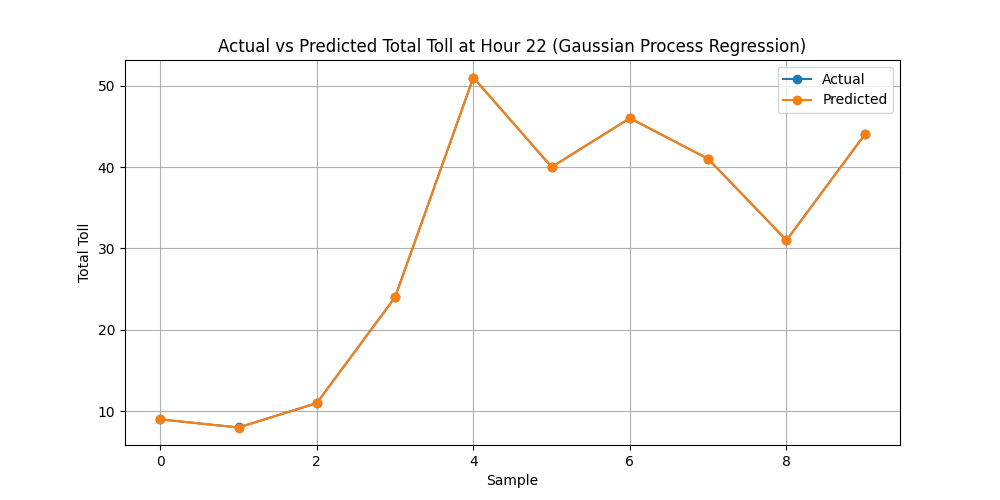 Actual vs Predicted Total Toll at Hour 22 (Gaussian Process Regression)
Actual
Predicted
Total Toll
50
40
30
20
10
0 2 4 6 8
Sample